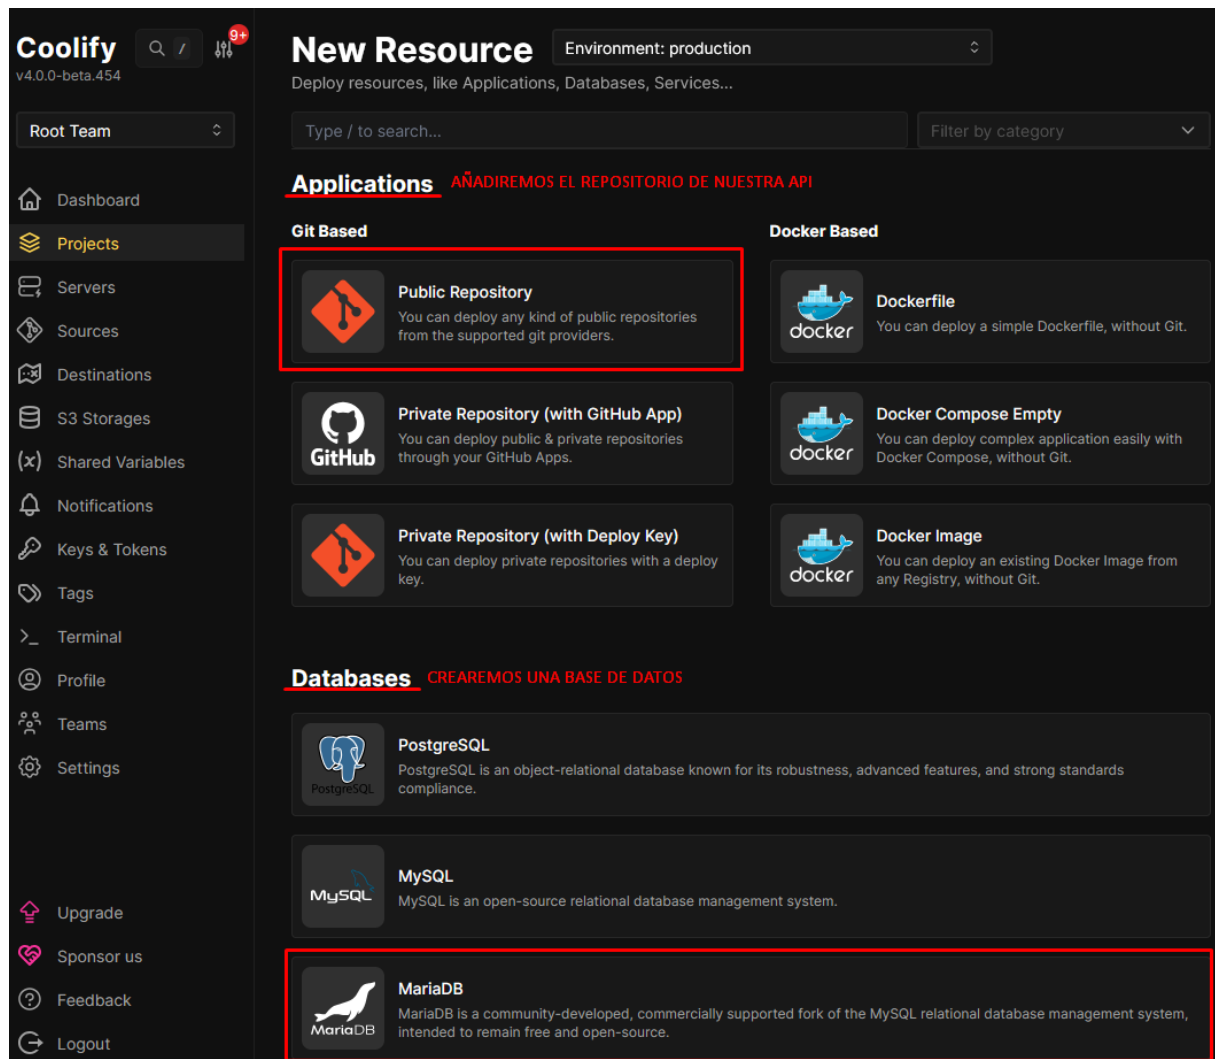 Coolify
/
9+
v4.0.0-beta.454
Root Team
Dashboard
Projects
Servers
Sources
Destinations
S3 Storages
(x) Shared Variables
Notifications
Keys & Tokens
Tags
>_ Terminal
Profile
Teams
Settings
Upgrade
Sponsor us
Feedback
Logout
New Resource
Environment: production
Deploy resources, like Applications, Databases, Services...
Type / to search...
Filter by category
Applications AÑADIREMOS EL REPOSITORIO DE NUESTRA API
Git Based
Public Repository
You can deploy any kind of public repositories
from the supported git providers.
GitHub
Private Repository (with GitHub App)
You can deploy public & private repositories
through your GitHub Apps.
Private Repository (with Deploy Key)
You can deploy private repositories with a deploy
key.
Docker Based
docker
Dockerfile
You can deploy a simple Dockerfile, without Git.
docker
Docker Compose Empty
You can deploy complex application easily with
Docker Compose, without Git.
docker
Docker Image
You can deploy an existing Docker Image from
any Registry, without Git.
Databases CREAREMOS UNA BASE DE DATOS
PostgreSQL
PostgreSQL
PostgreSQL is an object-relational database known for its robustness, advanced features, and strong standards
compliance.
MySQL
MySQL
MySQL is an open-source relational database management system.
MariaDB
MariaDB
MariaDB is a community-developed, commercially supported fork of the MySQL relational database management system,
intended to remain free and open-source.